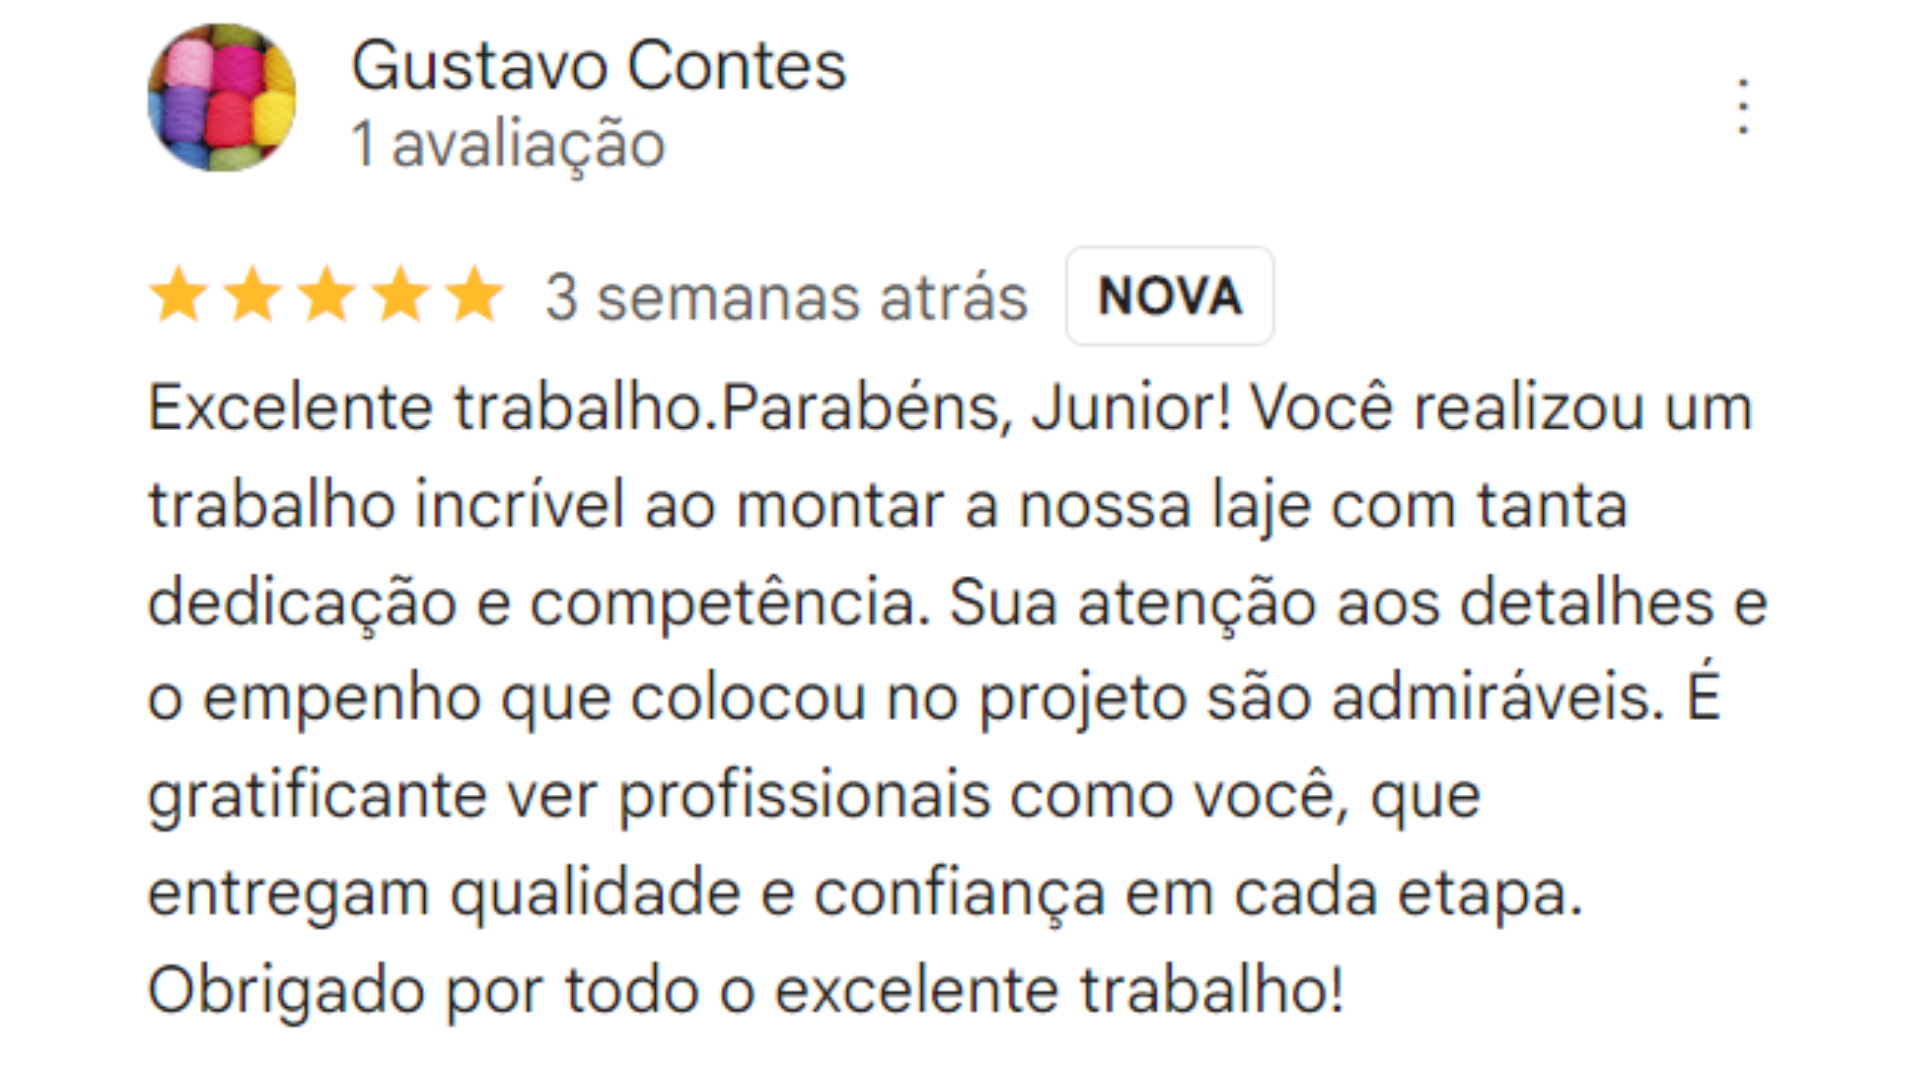 Gustavo Contes
1 avaliação
3 semanas atrás NOVA
Excelente trabalho.Parabéns, Junior! Você realizou um
trabalho incrível ao montar a nossa laje com tanta
dedicação e competência. Sua atenção aos detalhes e
o empenho que colocou no projeto são admiráveis. É
gratificante ver profissionais como você, que
entregam qualidade e confiança em cada etapa.
Obrigado por todo o excelente trabalho!